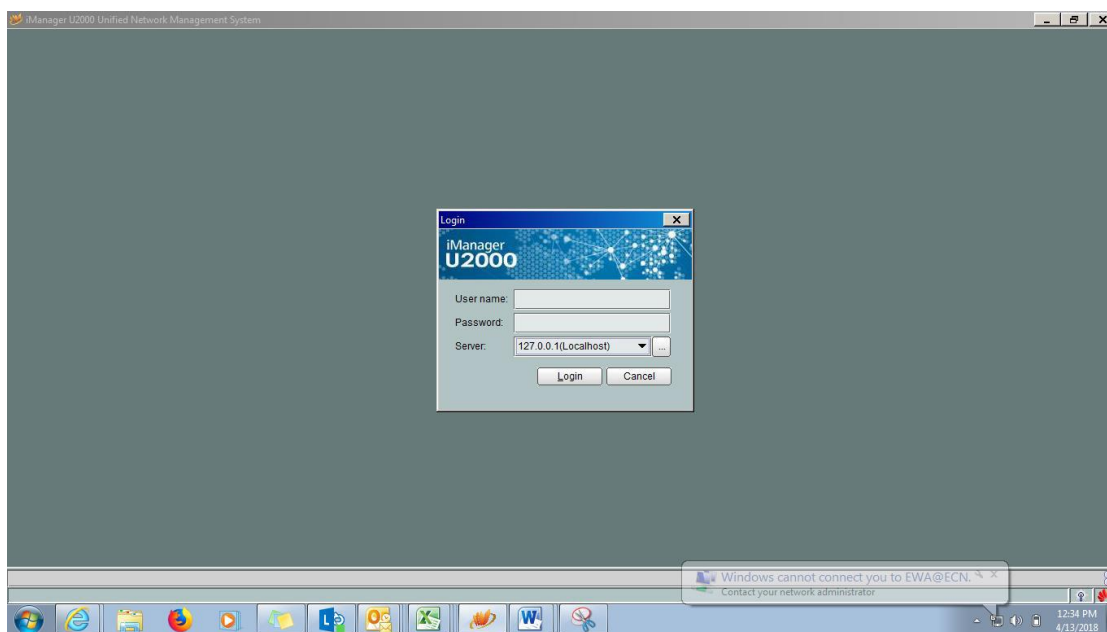 iManager U2000 Unified Network Management System
Login
iManager
U2000
User name:
Password:
Server: 127.0.0.1(Localhost) ...
Login Cancel
Windows cannot connect you to EWA@ECN.
Contact your network administrator
12:34 PM
4/13/2018